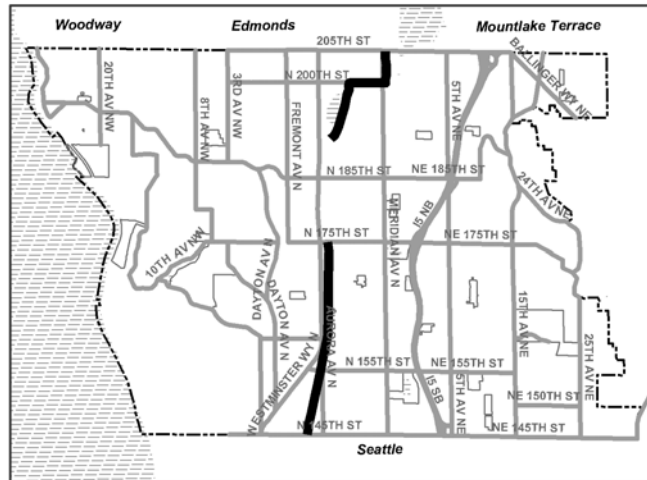 Woodway
Edmonds
Mountlake Terrace
205TH ST
BALLINGER WY NE
20TH AV NW
8TH AV NW
3RD AV NW
N 200TH ST
FREMONT AV N
5TH AV NE
N 185TH ST
NE 185TH ST
24TH AV NE
MERIDIAN AV N
I5 NB
N 175TH ST
NE 175TH ST
10TH AV NW
DAYTON AV N
DAYTON AV N
AURORA AV N
15TH AV NE
25TH AV NE
WESTMINSTER WY N
N 155TH ST
NE 155TH ST
I5 SB
5TH AV NE
NE 150TH ST
N 145TH ST
NE 145TH ST
Seattle